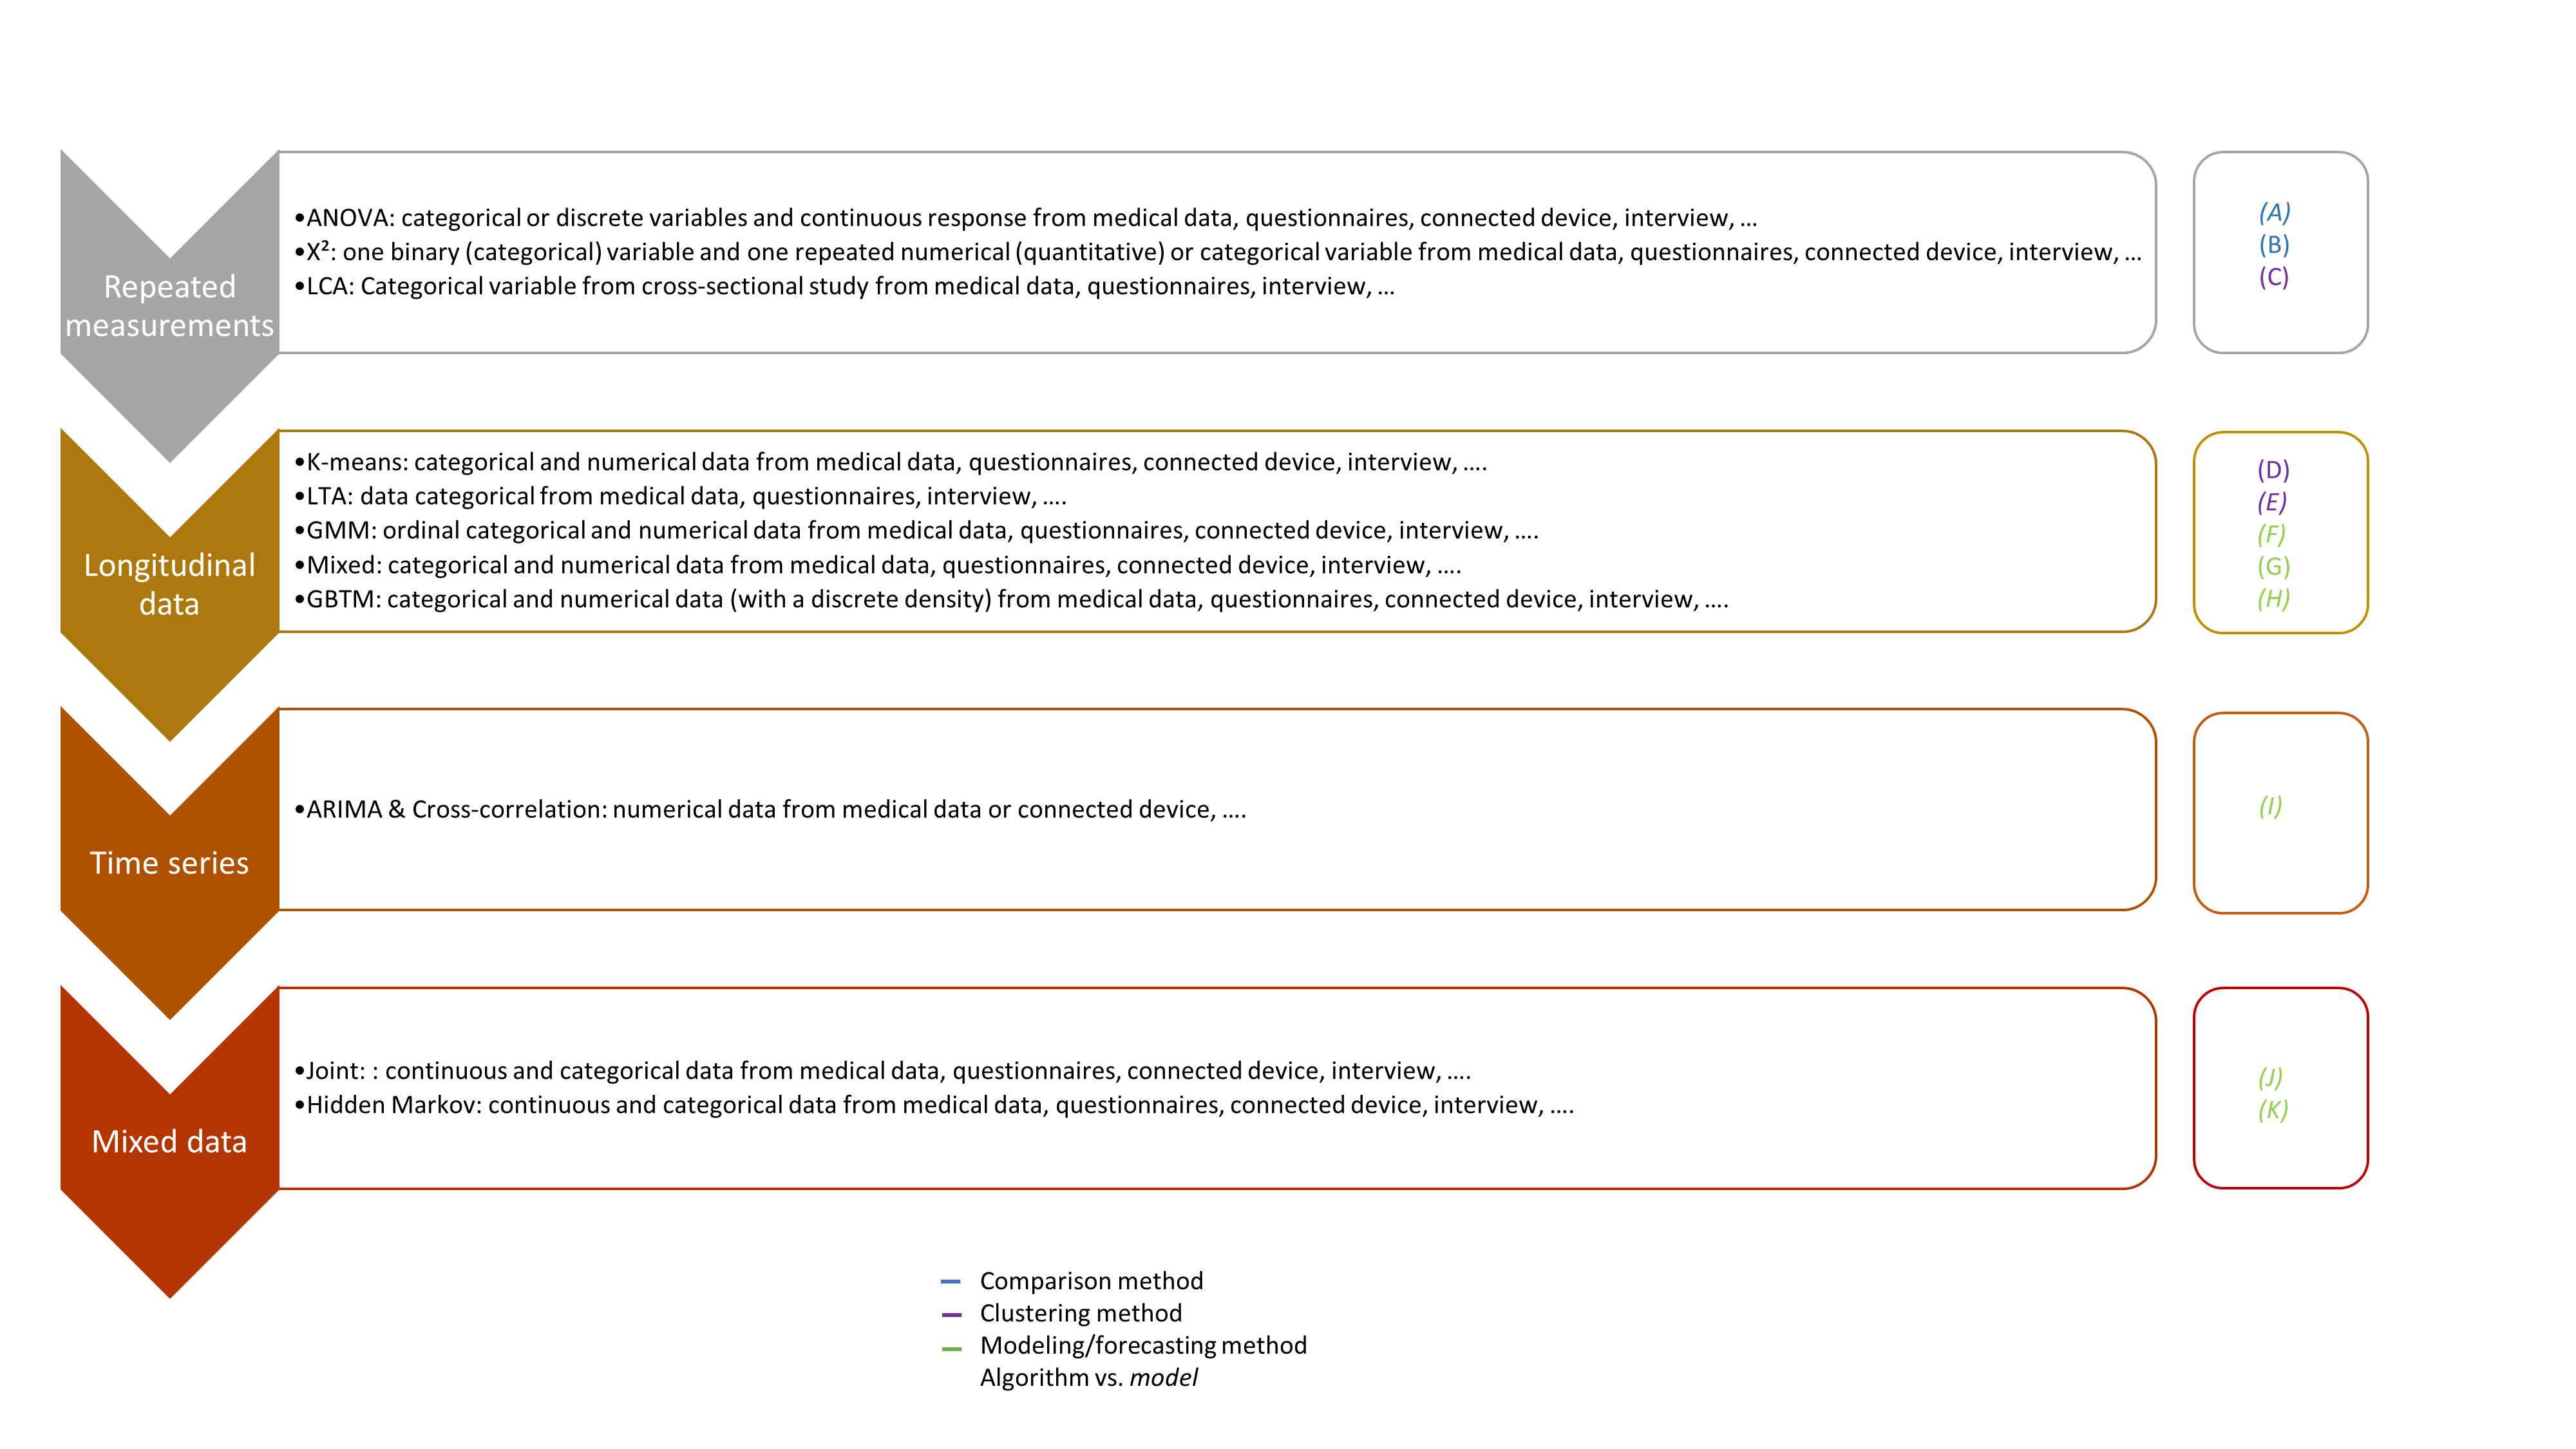 Repeated
measurements
•ANOVA: categorical or discrete variables and continuous response from medical data, questionnaires, connected device, interview, ...
•X²: one binary (categorical) variable and one repeated numerical (quantitative) or categorical variable from medical data, questionnaires, connected device, interview, ...
•LCA: Categorical variable from cross-sectional study from medical data, questionnaires, interview, ...
(A)
(B)
(C)
Longitudinal
data
•K-means: categorical and numerical data from medical data, questionnaires, connected device, interview, ....
•LTA: data categorical from medical data, questionnaires, interview, ....
•GMM: ordinal categorical and numerical data from medical data, questionnaires, connected device, interview, ....
•Mixed: categorical and numerical data from medical data, questionnaires, connected device, interview, ....
•GBTM: categorical and numerical data (with a discrete density) from medical data, questionnaires, connected device, interview, ....
(D)
(E)
(F)
(G)
(H)
Time series
•ARIMA & Cross-correlation: numerical data from medical data or connected device, ....
(I)
Mixed data
•Joint: : continuous and categorical data from medical data, questionnaires, connected device, interview, ....
•Hidden Markov: continuous and categorical data from medical data, questionnaires, connected device, interview, ....
(J)
(K)
Comparison method
Clustering method
Modeling/forecasting method
Algorithm vs. model